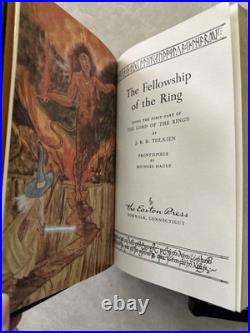 The Fellowship
of the Ring
BEING THE FIRST PART OF
THE LORD OF THE RINGS
BY
J. R. R. TOLKIEN
FRONTISPIECE
BY
MICHAEL HAGUE
The Easton Press
NORWALK, CONNECTICUT